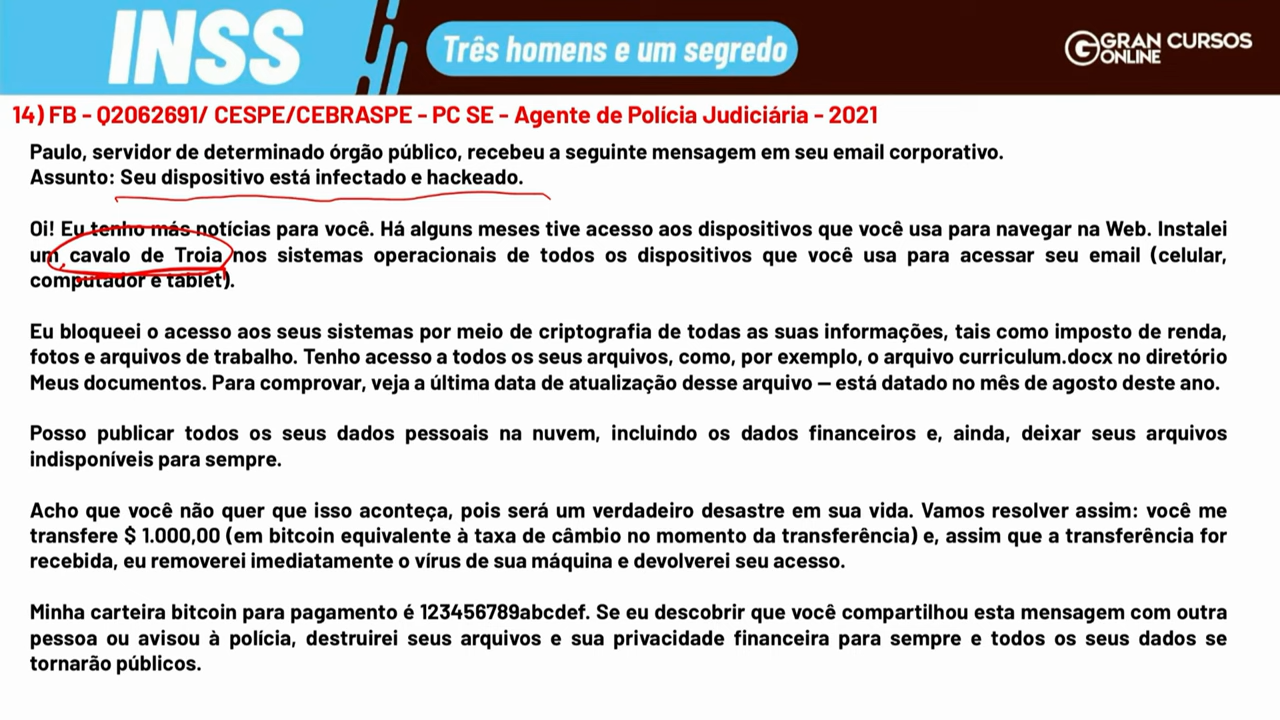 INSS
Três homens e um segredo
GRAN CURSOS
ONLINE
14) FB - Q2062691/ CESPE/CEBRASPE - PC SE - Agente de Polícia Judiciária - 2021
Paulo, servidor de determinado órgão público, recebeu a seguinte mensagem em seu email corporativo.
Assunto: Seu dispositivo está infectado e hackeado.
Oi! Eu tenho más notícias para você. Há alguns meses tive acesso aos dispositivos que você usa para navegar na Web. Instalei
um cavalo de Troia nos sistemas operacionais de todos os dispositivos que você usa para acessar seu email (celular,
computador e tablet).
Eu bloqueei o acesso aos seus sistemas por meio de criptografia de todas as suas informações, tais como imposto de renda,
fotos e arquivos de trabalho. Tenho acesso a todos os seus arquivos, como, por exemplo, o arquivo curriculum.docx no diretório
Meus documentos. Para comprovar, veja a última data de atualização desse arquivo — está datado no mês de agosto deste ano.
Posso publicar todos os seus dados pessoais na nuvem, incluindo os dados financeiros e, ainda, deixar seus arquivos
indisponíveis para sempre.
Acho que você não quer que isso aconteça, pois será um verdadeiro desastre em sua vida. Vamos resolver assim: você me
transfere $ 1.000,00 (em bitcoin equivalente à taxa de câmbio no momento da transferência) e, assim que a transferência for
recebida, eu removerei imediatamente o vírus de sua máquina e devolverei seu acesso.
Minha carteira bitcoin para pagamento é 123456789abcdef. Se eu descobrir que você compartilhou esta mensagem com outra
pessoa ou avisou à polícia, destruirei seus arquivos e sua privacidade financeira para sempre e todos os seus dados se
tornarão públicos.